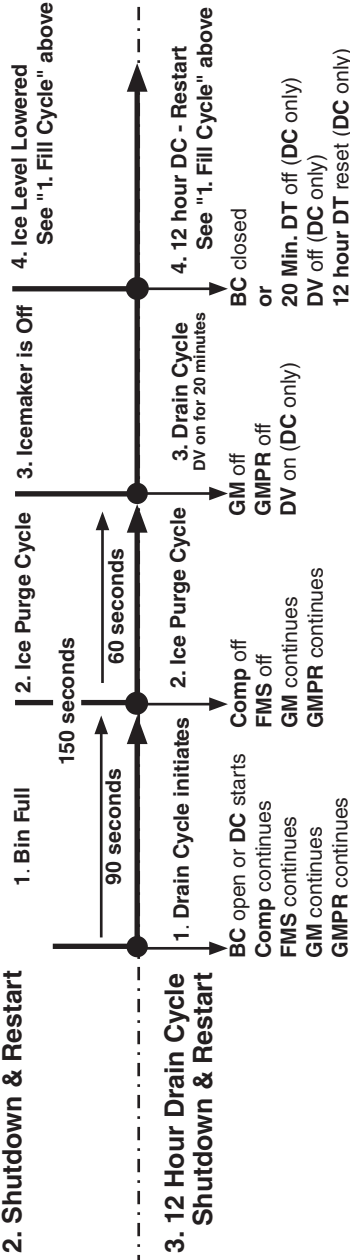 2. Shutdown & Restart
1. Bin Full
2. Ice Purge Cycle
3. Icemaker is Off
4. Ice Level Lowered
See "1. Fill Cycle" above
150 seconds
90 seconds
60 seconds
3. 12 Hour Drain Cycle
Shutdown & Restart
1. Drain Cycle initiates
2. Ice Purge Cycle
3. Drain Cycle
DV on for 20 minutes
4. 12 hour DC - Restart
See "1. Fill Cycle" above
BC open or DC starts
Comp continues
FMS continues
GM continues
GMPR continues
Comp off
FMS off
GM continues
GMPR continues
GM off
GMPR off
DV on (DC only)
BC closed
or
20 Min. DT off (DC only)
DV off (DC only)
12 hour DT reset (DC only)